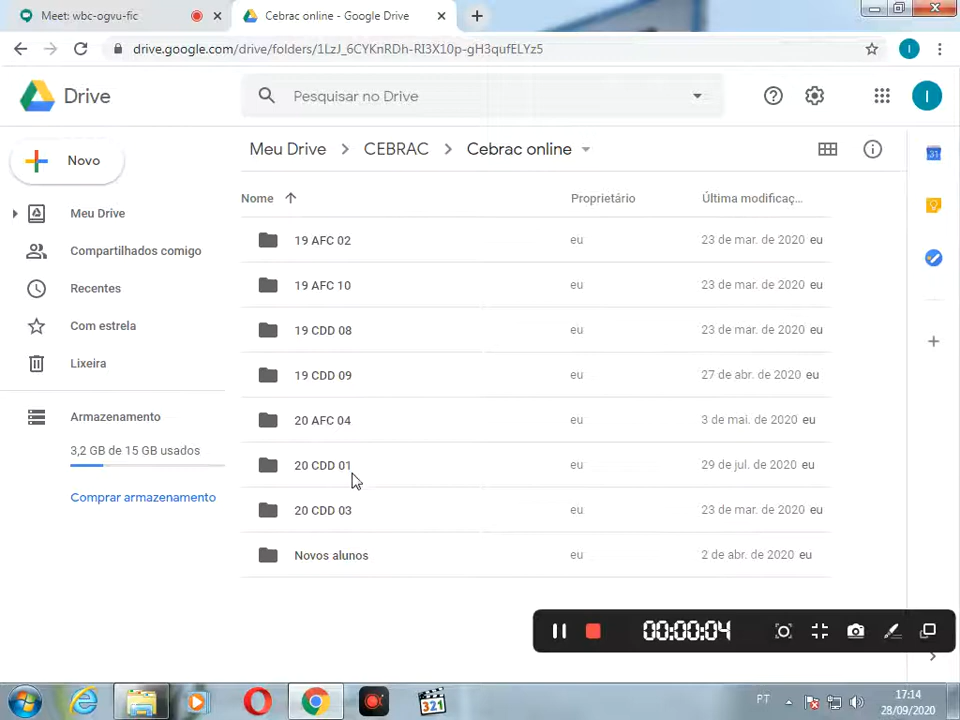 Meet: wbc-ogvu-fic
Cebrac online - Google Drive
drive.google.com/drive/folders/1LzJ_6CYKnRDh-RI3X10p-gH3qufELYz5
I
Drive
Pesquisar no Drive
I
Novo
Meu Drive
CEBRAC
Cebrac online
31
Nome
Proprietário
Última modificaç...
Meu Drive
Compartilhados comigo
Recentes
Com estrela
Lixeira
Armazenamento
3,2 GB de 15 GB usados
Comprar armazenamento
19 AFC 02 eu 23 de mar. de 2020 eu
19 AFC 10 eu 23 de mar. de 2020 eu
19 CDD 08 eu 23 de mar. de 2020 eu
19 CDD 09 eu 27 de abr. de 2020 eu
20 AFC 04 eu 3 de mai. de 2020 eu
20 CDD 01 eu 29 de jul. de 2020 eu
20 CDD 03 eu 23 de mar. de 2020 eu
Novos alunos eu 2 de abr. de 2020 eu
00:00:04
321
PT
17:14
28/09/2020